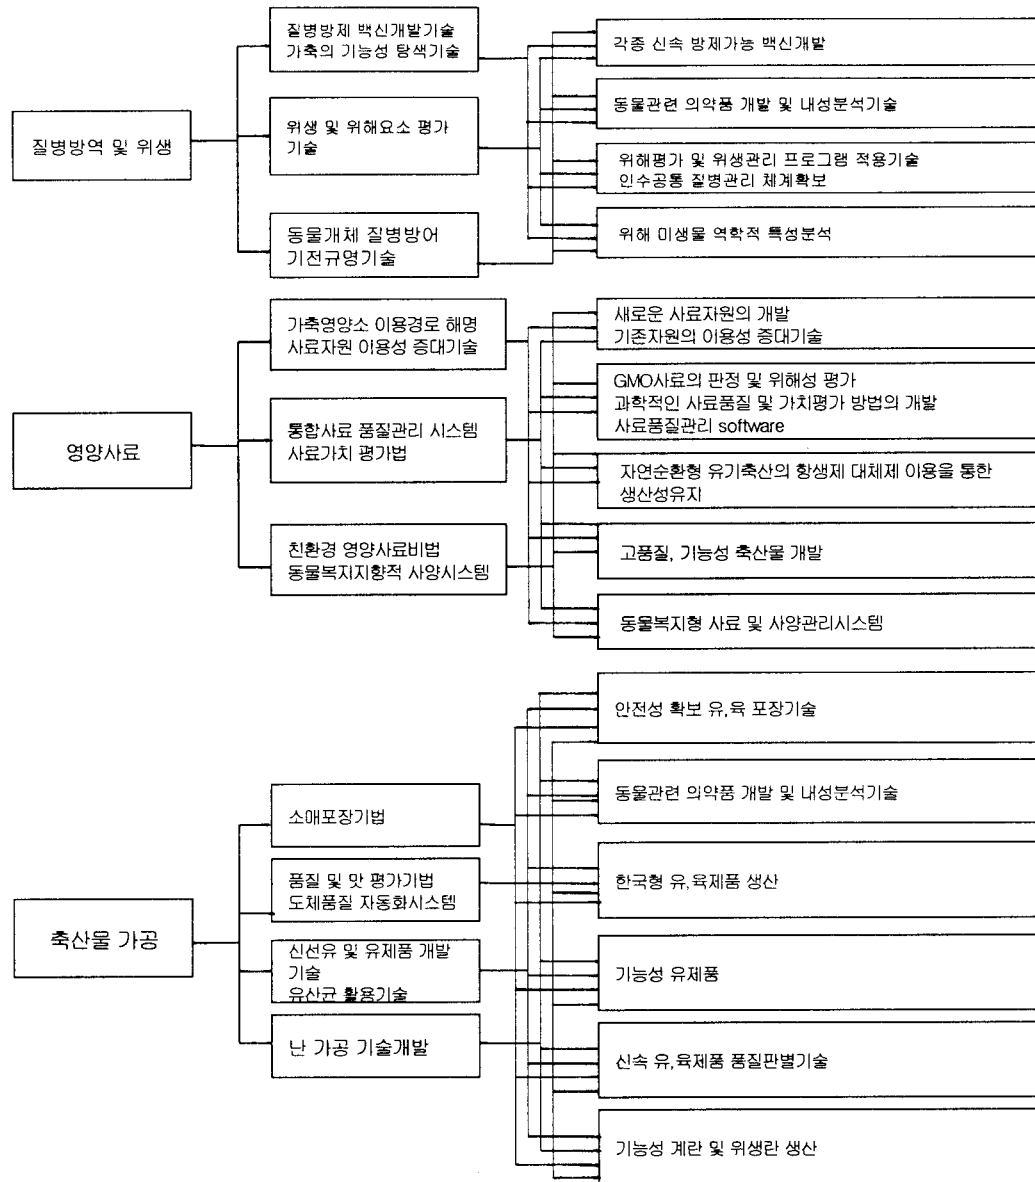 질병방역 및 위생
질병방제 백신개발기술
가축의 기능성 탐색기술
위생 및 위해요소 평가
기술
동물개체 질병방어
기전규명기술
각종 신속 방제가능 백신개발
동물관련 의약품 개발 및 내성분석기술
위해평가 및 위생관리 프로그램 적용기술
인수공통 질병관리 체계확보
위해 미생물 역학적 특성분석
영양사료
가축영양소 이용경로 해명
사료자원 이용성 증대기술
통합사료 품질관리 시스템
사료가치 평가법
친환경 영양사료비법
동물복지지향적 사양시스템
새로운 사료자원의 개발
기존자원의 이용성 증대기술
GMO사료의 판정 및 위해성 평가
과학적인 사료품질 및 가치평가 방법의 개발
사료품질관리 software
자연순환형 유기축산의 항생제 대체제 이용을 통한
생산성유지
고품질, 기능성 축산물 개발
동물복지형 사료 및 사양관리시스템
축산물 가공
소매포장기법
품질 및 맛 평가기법
도체품질 자동화시스템
신선유 및 유제품 개발
기술
유산균 활용기술
난 가공 기술개발
안전성 확보 유,육 포장기술
동물관련 의약품 개발 및 내성분석기술
한국형 유,육제품 생산
기능성 유제품
신속 유,육제품 품질판별기술
기능성 계란 및 위생란 생산